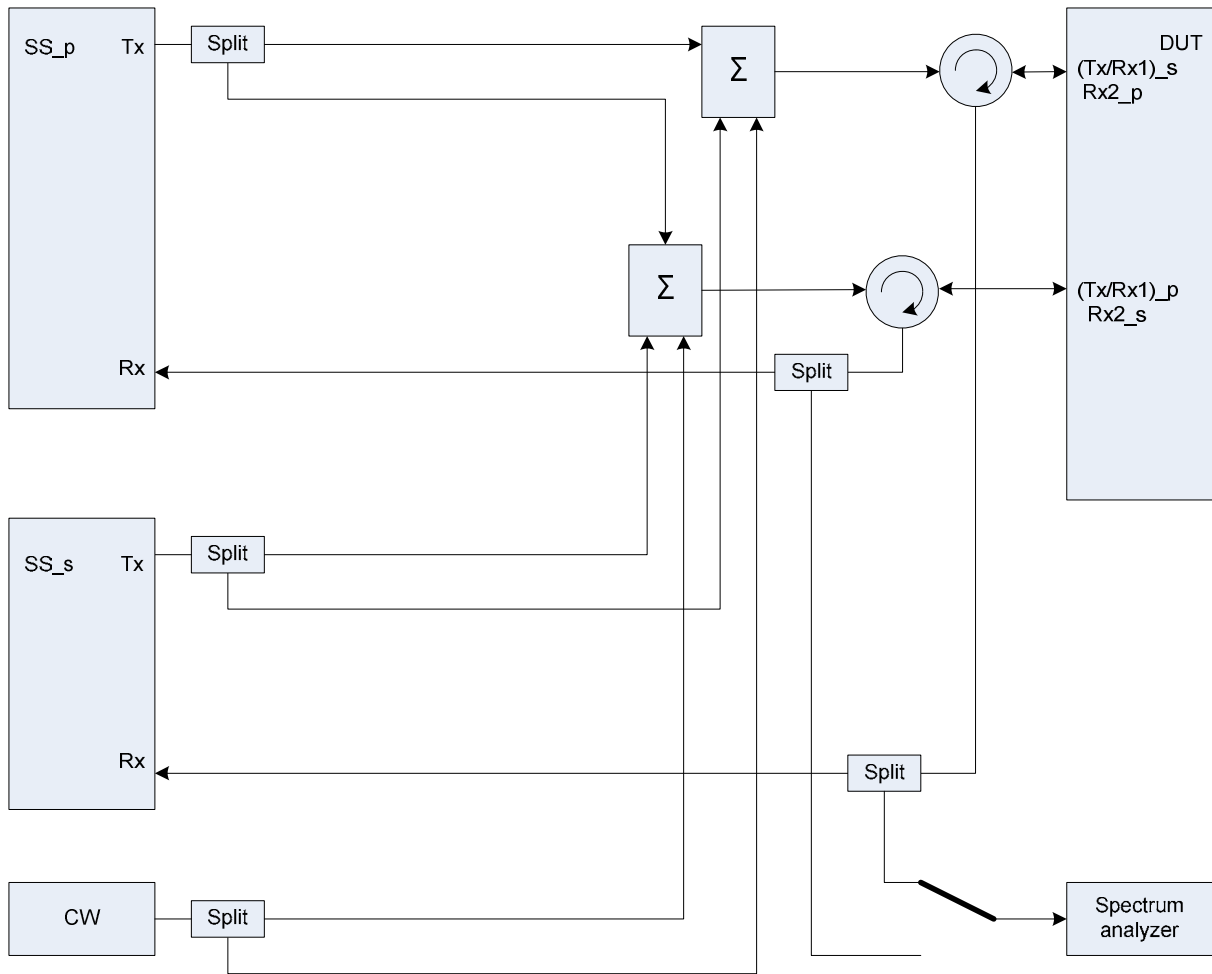 SS_p Tx
Split
Σ
DUT
(Tx/Rx1)_s
Rx2_p
Σ
(Tx/Rx1)_p
Rx2_s
Rx
Split
SS_s Tx
Split
Rx
Split
CW
Split
Spectrum
analyzer